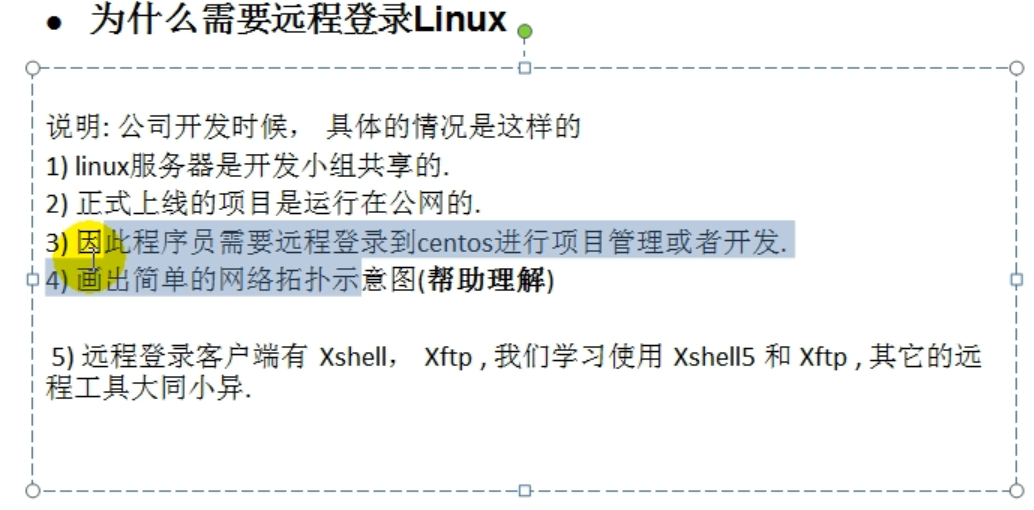 ● 为什么需要远程登录Linux
说明: 公司开发时候， 具体的情况是这样的
1) linux服务器是开发小组共享的.
2) 正式上线的项目是运行在公网的.
3) 因此程序员需要远程登录到centos进行项目管理或者开发.
4) 画出简单的网络拓扑示意图(帮助理解)
5) 远程登录客户端有 Xshell， Xftp , 我们学习使用 Xshell5 和 Xftp , 其它的远
程工具大同小异.